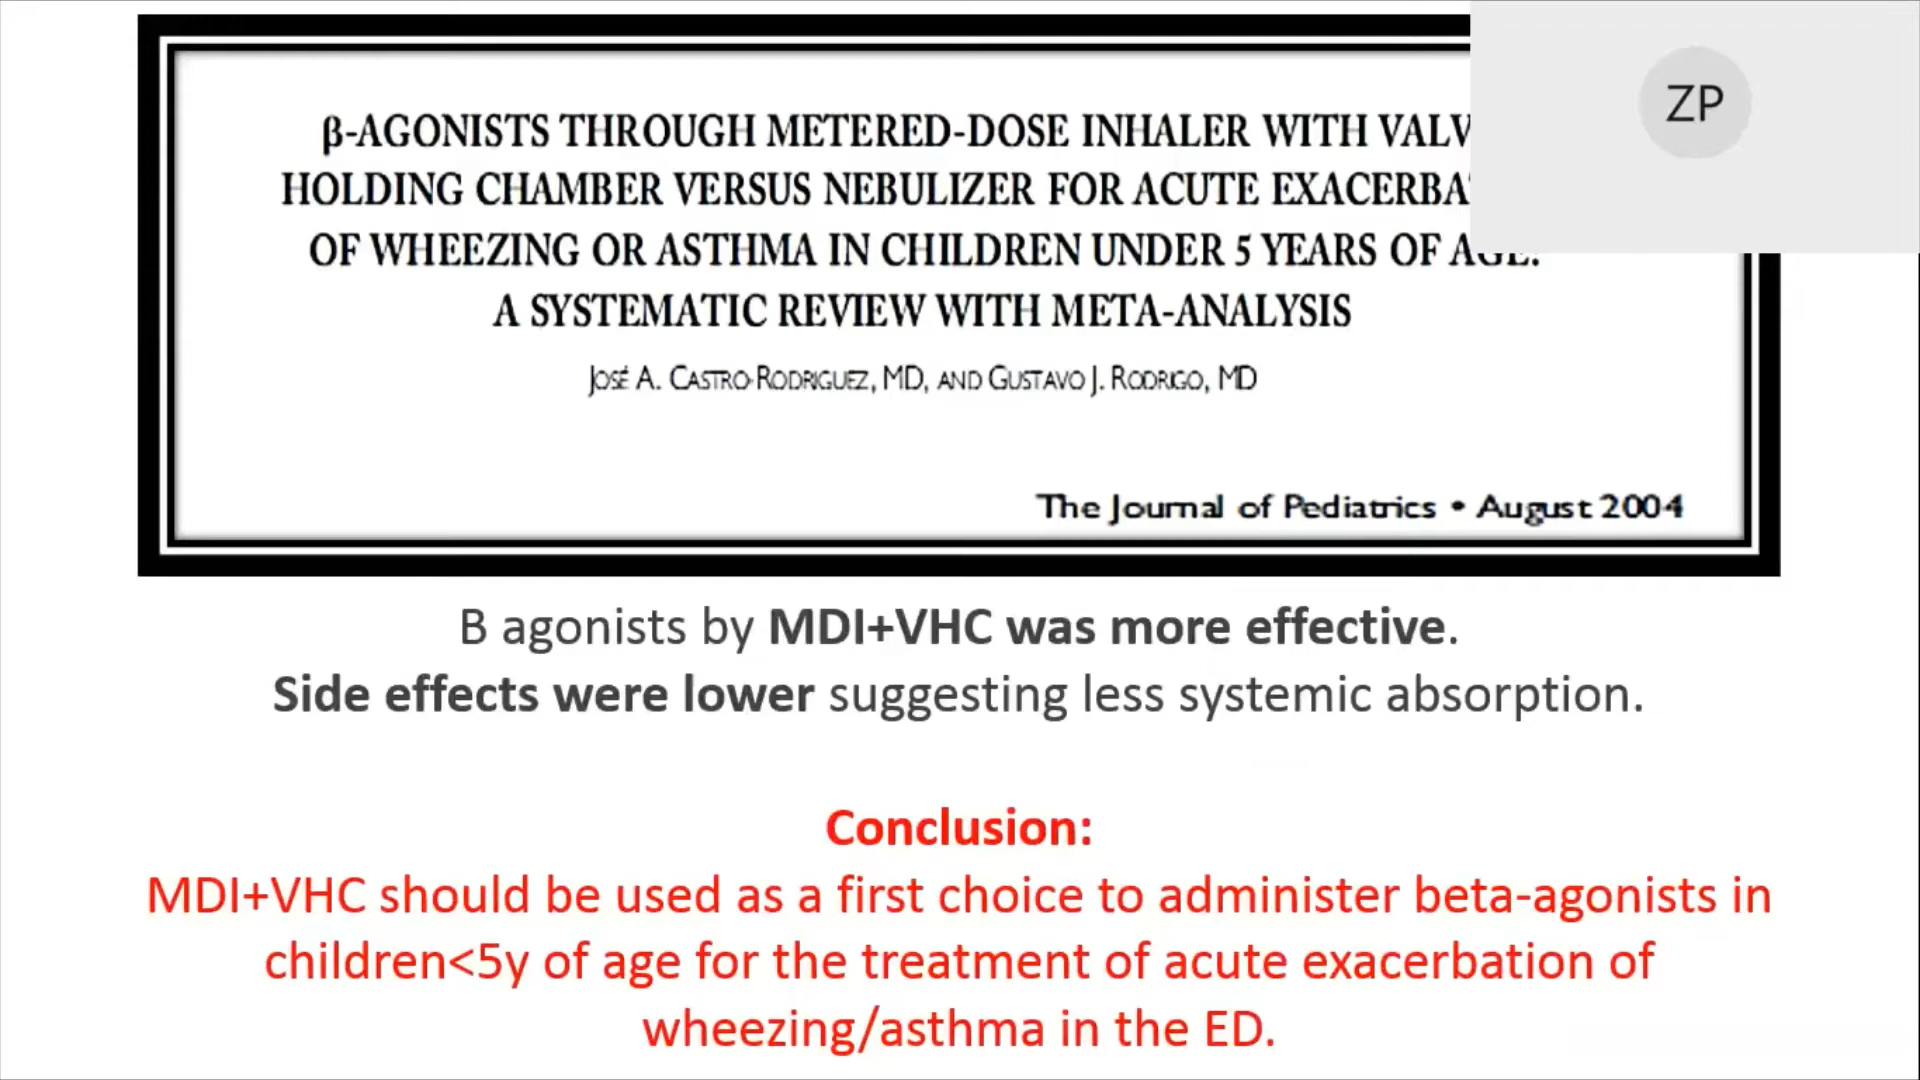 β-AGONISTS THROUGH METERED-DOSE INHALER WITH VALV
HOLDING CHAMBER VERSUS NEBULIZER FOR ACUTE EXACERBA
OF WHEEZING OR ASTHMA IN CHILDREN UNDER 5 YEARS OF AGE:
A SYSTEMATIC REVIEW WITH META-ANALYSIS
JOSÉ A. CASTRO-RODRIGUEZ, MD, AND GUSTAVO J. RODRIGO, MD
The Journal of Pediatrics • August 2004
ZP
B agonists by MDI+VHC was more effective.
Side effects were lower suggesting less systemic absorption.
Conclusion:
MDI+VHC should be used as a first choice to administer beta-agonists in
children<5y of age for the treatment of acute exacerbation of
wheezing/asthma in the ED.